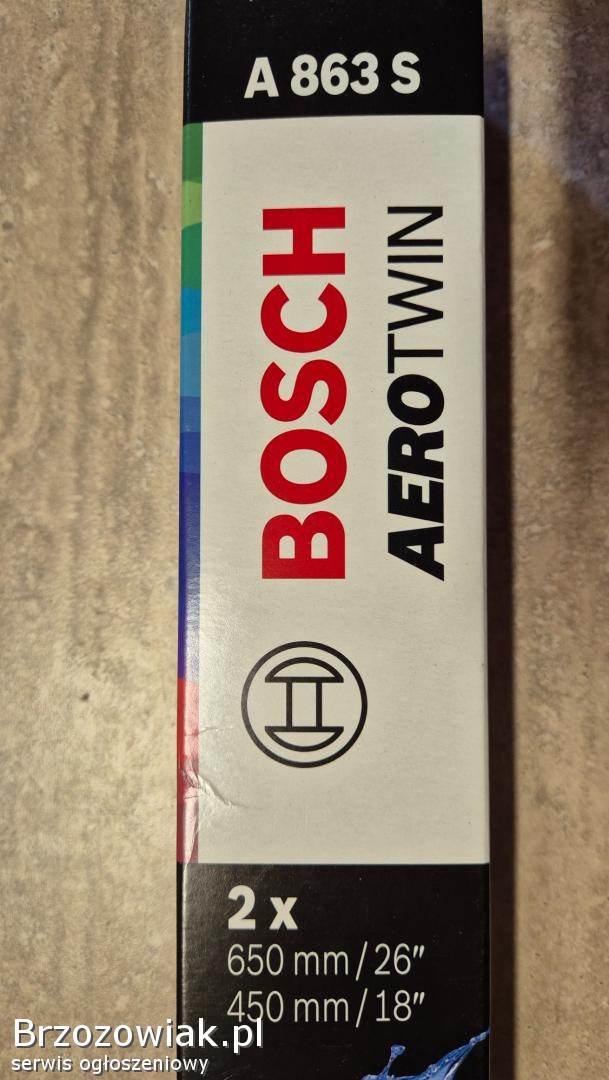 A 863 S
BOSCH
AEROTWIN
2 x
650 mm / 26"
450 mm / 18"
Brzozowiak.pl
serwis ogłoszeniowy